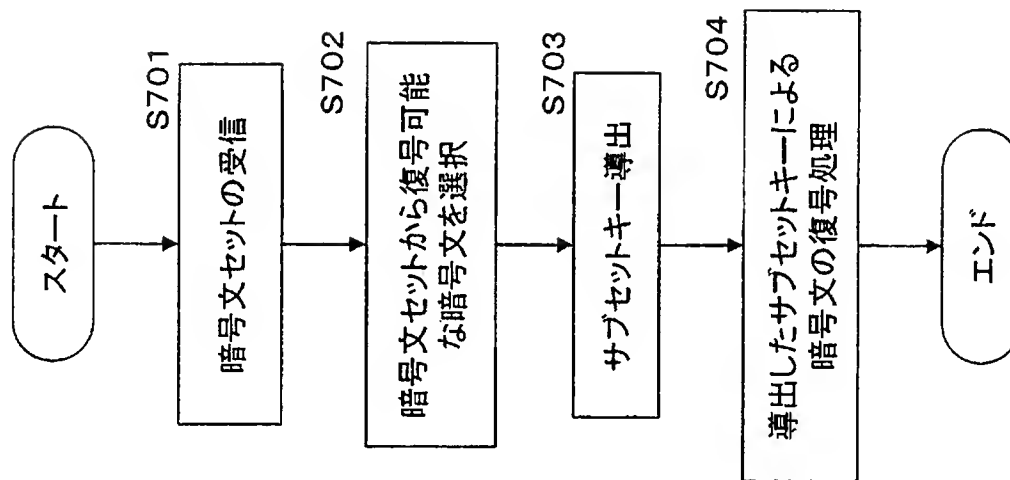 スタート
S701
暗号文セットの受信
S702
暗号文セットから復号可能
な暗号文を選択
S703
サブセットキー導出
S704
導出したサブセットキーによる
暗号文の復号処理
エンド